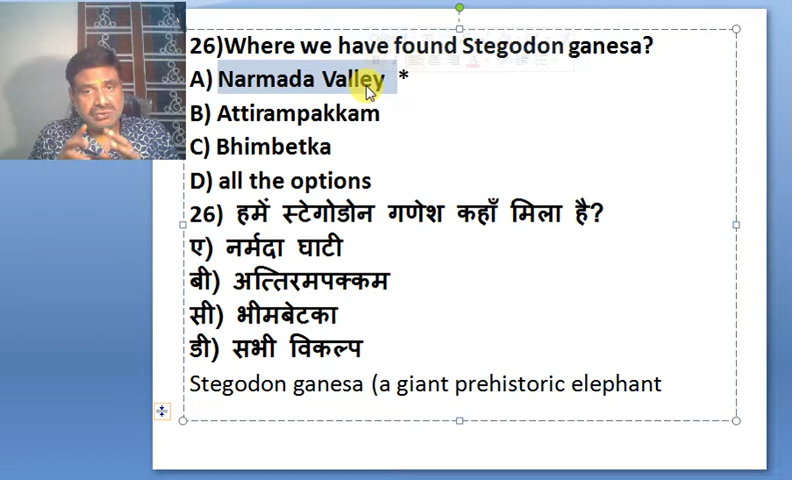 26)Where we have found Stegodon ganesa?
A) Narmada Valley *
B) Attirampakkam
C) Bhimbetka
D) all the options
26) हमें स्टेगोडोन गणेश कहाँ मिला है?
ए) नर्मदा घाटी
बी) अत्तिरमपक्कम
सी) भीमबेटका
डी) सभी विकल्प
Stegodon ganesa (a giant prehistoric elephant